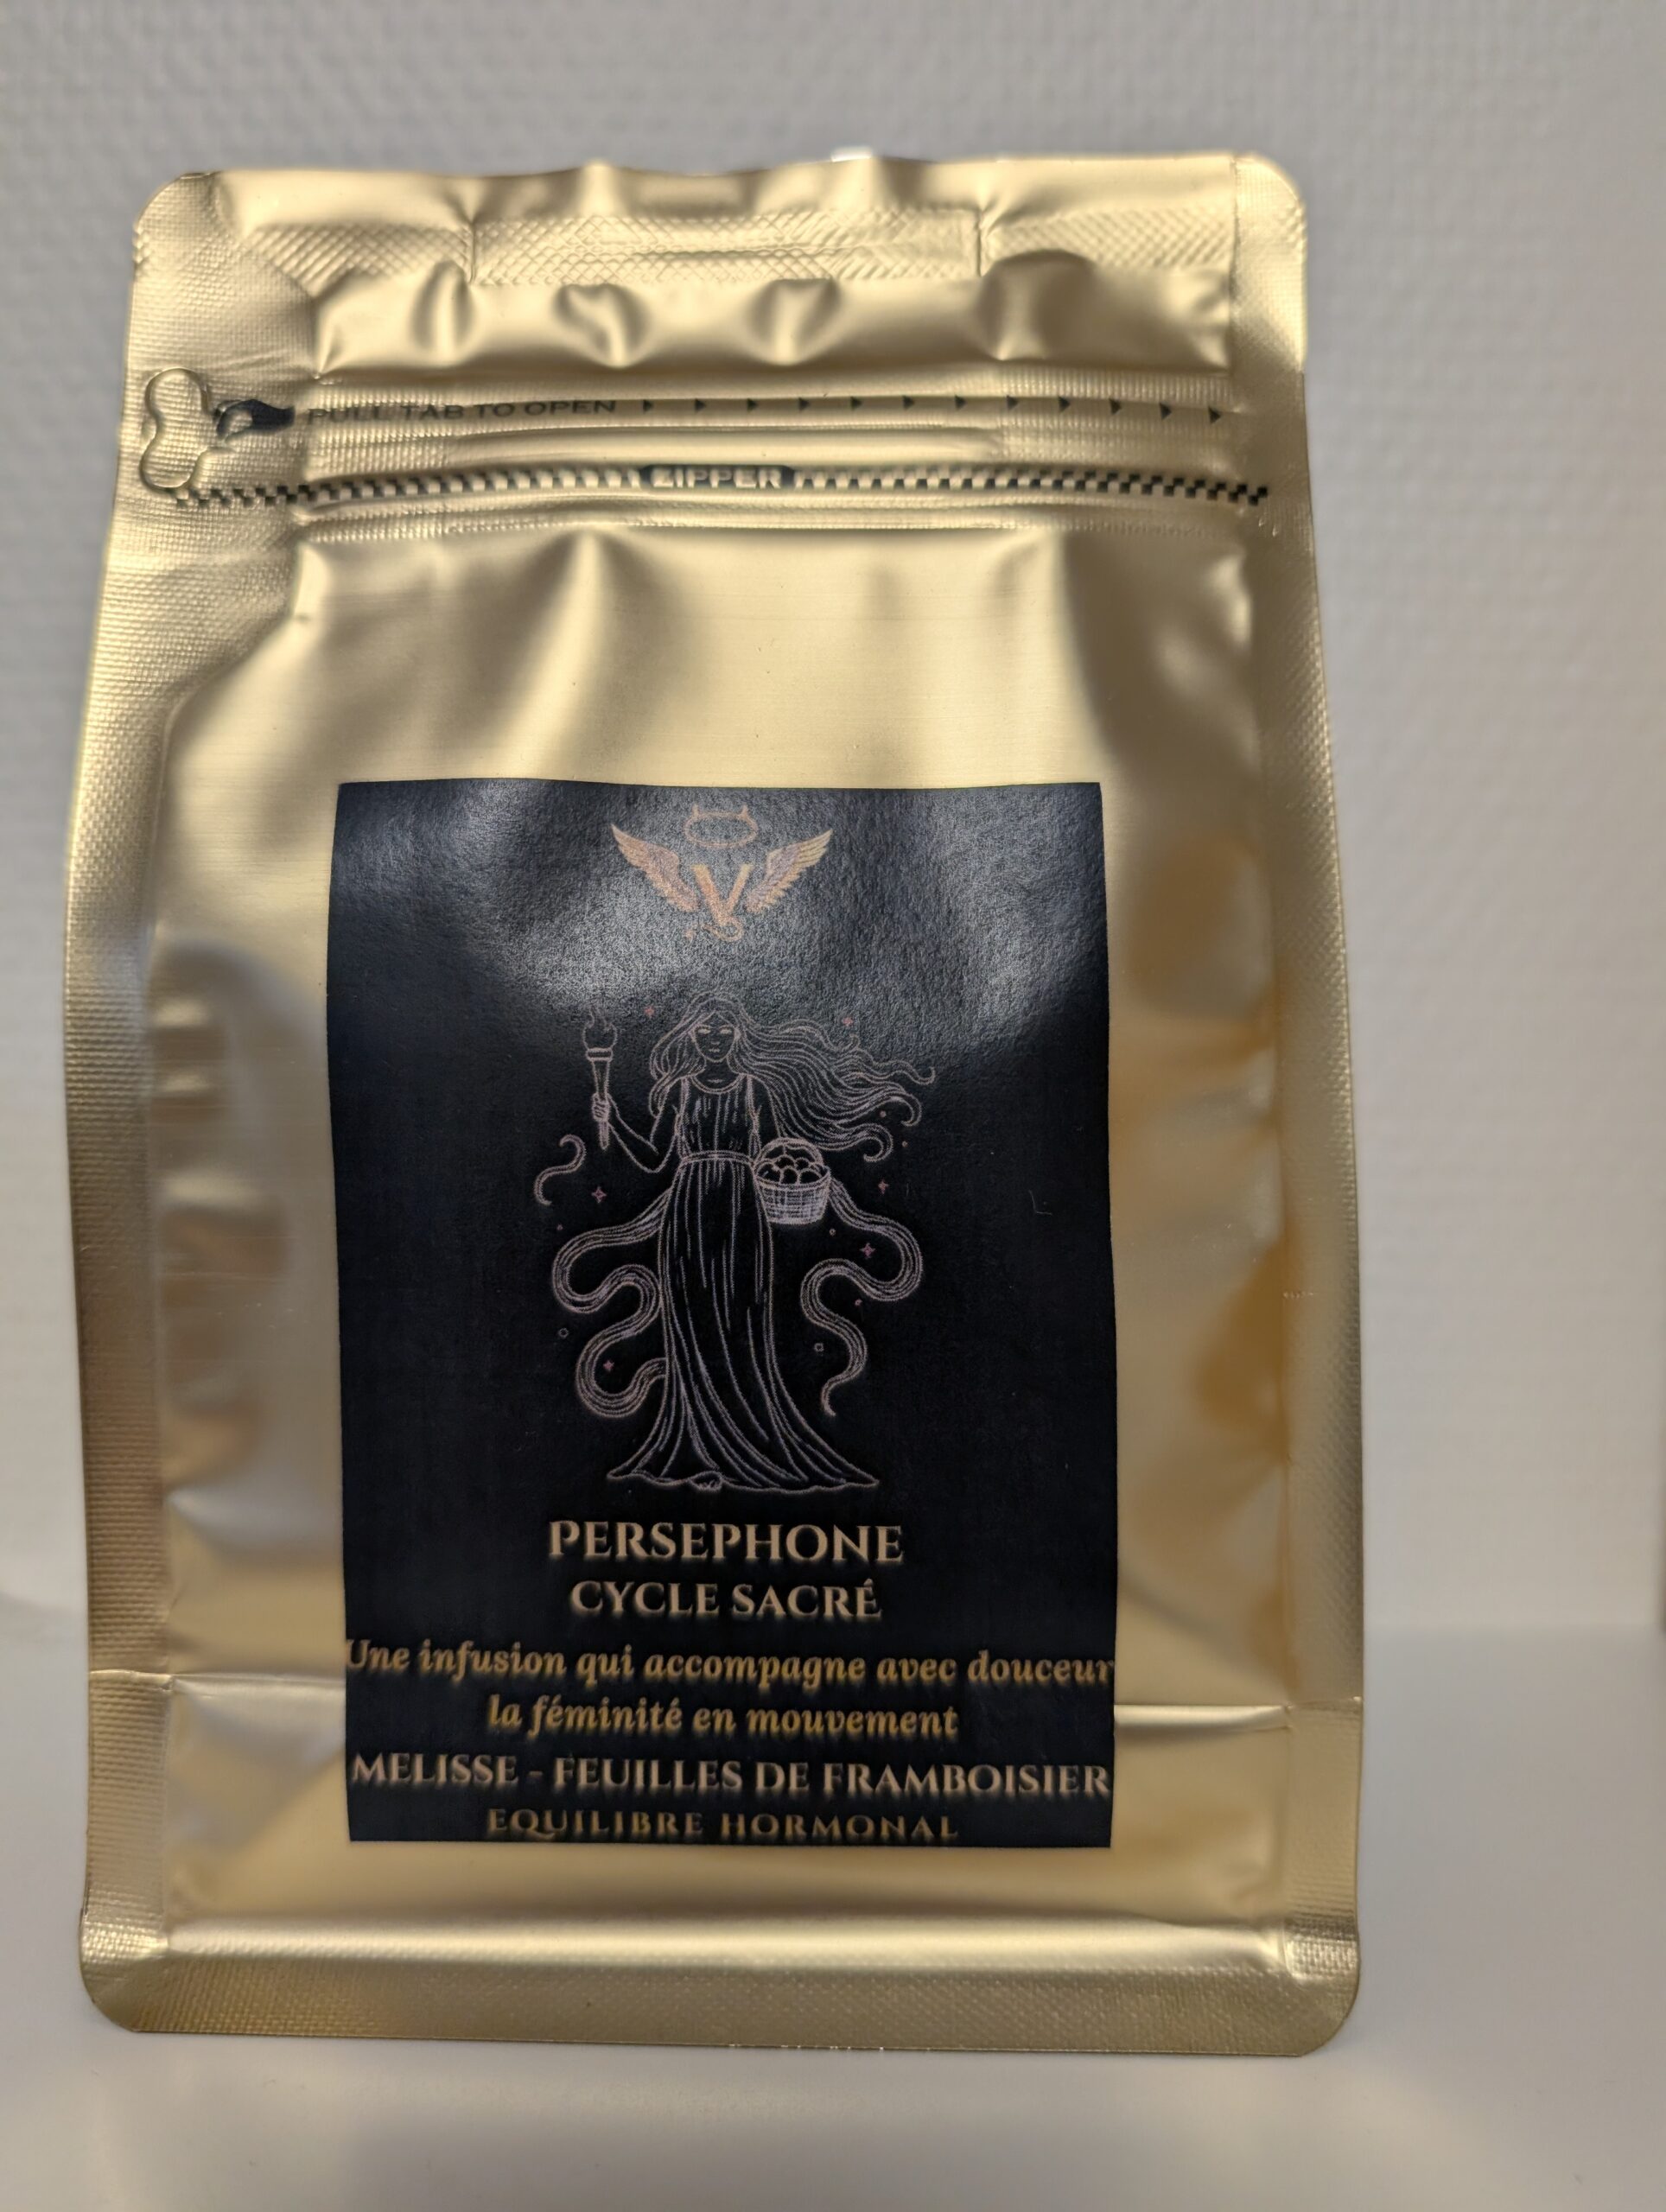 PULL TAB TO OPEN
ZIPPER
V
PERSEPHONE
CYCLE SACRÉ
Une infusion qui accompagne avec douceur
la féminité en mouvement
MELISSE - FEUILLES DE FRAMBOISIER
EQUILIBRE HORMONAL